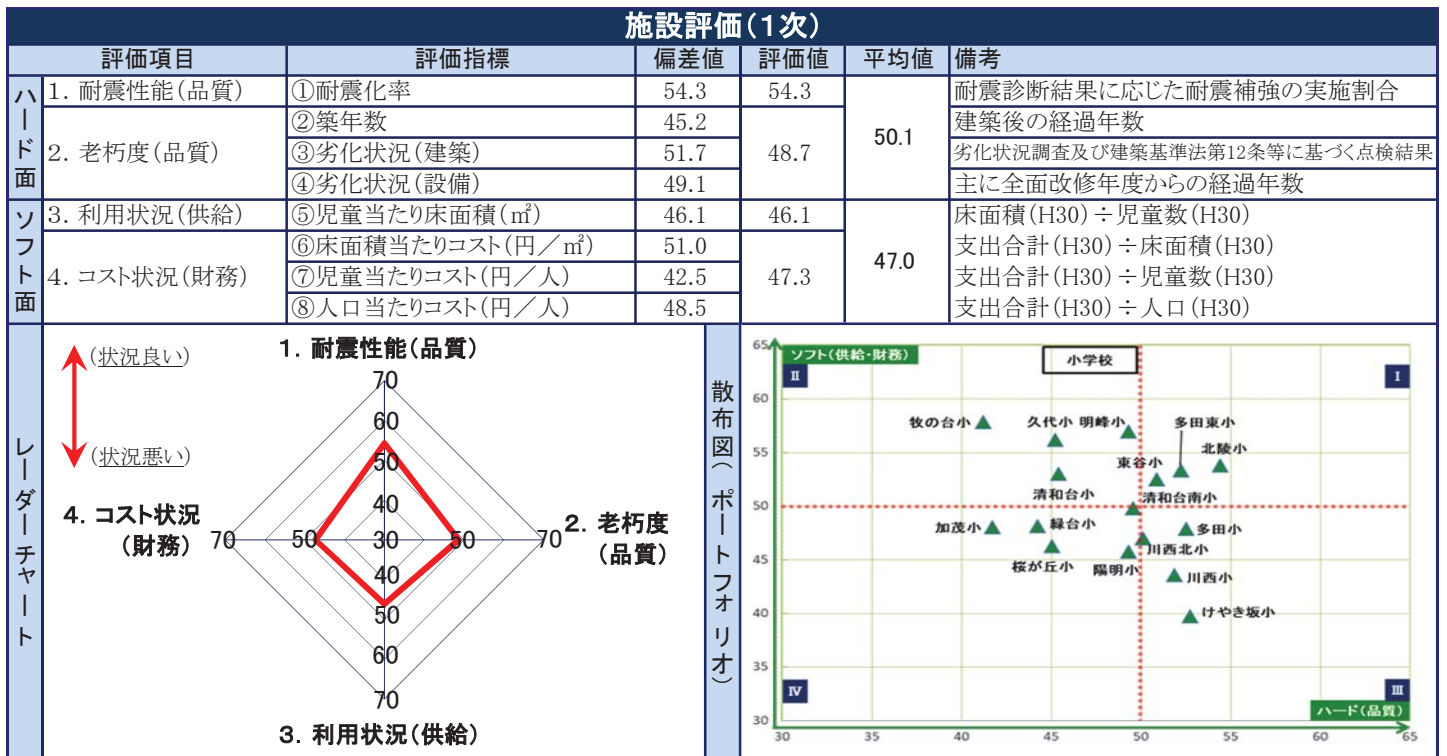 施設評価(1次)
評価項目 評価指標 偏差値 評価値 平均値 備考
ハード面
1. 耐震性能(品質) ①耐震化率 54.3 54.3 50.1 耐震診断結果に応じた耐震補強の実施割合
2. 老朽度(品質) ②築年数 45.2 48.7 建築後の経過年数
③劣化状況(建築) 51.7 劣化状況調査及び建築基準法第12条等に基づく点検結果
④劣化状況(設備) 49.1 主に全面改修年度からの経過年数
ソフト面
3. 利用状況(供給) ⑤児童当たり床面積(㎡) 46.1 46.1 47.0 床面積(H30)÷児童数(H30)
4. コスト状況(財務) ⑥床面積当たりコスト(円/㎡) 51.0 47.3 支出合計(H30)÷床面積(H30)
⑦児童当たりコスト(円/人) 42.5 支出合計(H30)÷児童数(H30)
⑧人口当たりコスト(円/人) 48.5 支出合計(H30)÷人口(H30)
レーダーチャート
(状況良い)
(状況悪い)
1. 耐震性能(品質)
70
60
50
40
4. コスト状況
(財務)
70 50 30 50 70
2. 老朽度
(品質)
40
50
60
70
3. 利用状況(供給)
散布図(ポートフォリオ)
65
ソフト(供給・財務)
小学校
II
I
60
牧の台小
久代小
明峰小
多田東小
55
東谷小
北陵小
清和台小
清和台南小
50
加茂小
緑台小
多田小
川西北小
45
桜が丘小
陽明小
川西小
40
けやき坂小
35
IV
III
ハード(品質)
30
30 35 40 45 50 55 60 65